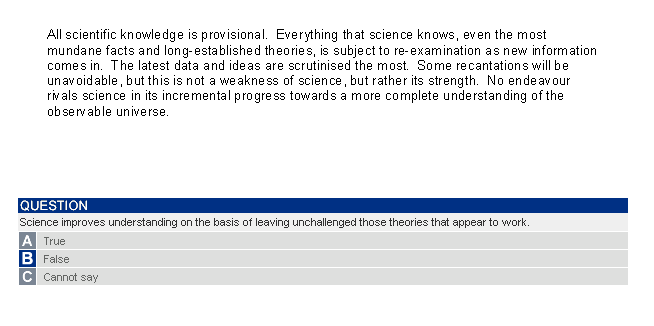 All scientific knowledge is provisional. Everything that science knows, even the most
mundane facts and long-established theories, is subject to re-examination as new information
comes in. The latest data and ideas are scrutinised the most. Some recantations will be
unavoidable, but this is not a weakness of science, but rather its strength. No endeavour
rivals science in its incremental progress towards a more complete understanding of the
observable universe.
QUESTION
Science improves understanding on the basis of leaving unchallenged those theories that appear to work.
A True
B False
C Cannot say